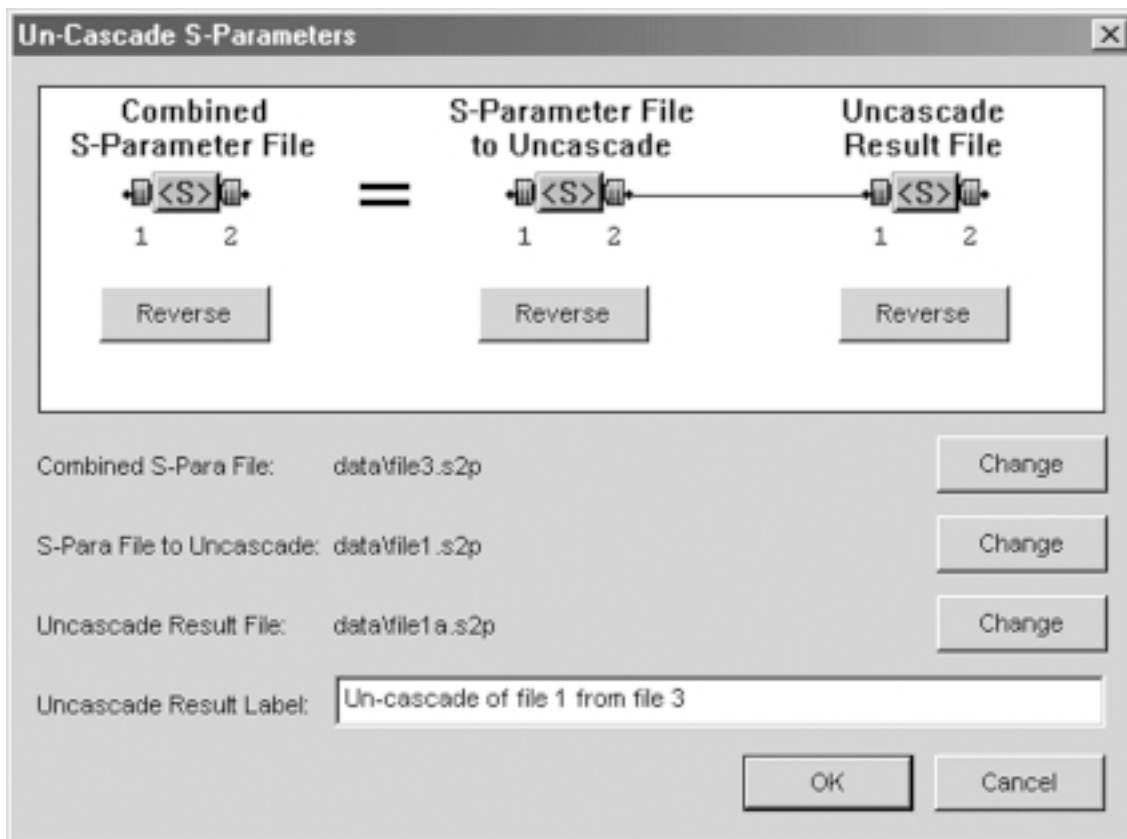 Un-Cascade S-Parameters
Combined
S-Parameter File
S-Parameter File
to Uncascade
Uncascade
Result File
<S>
=
<S>
<S>
1 2
1 2
1 2
Reverse
Reverse
Reverse
Combined S-Para File: data\file3.s2p
Change
S-Para File to Uncascade: data\file1.s2p
Change
Uncascade Result File: data\file1a.s2p
Change
Uncascade Result Label: Un-cascade of file 1 from file 3
OK
Cancel